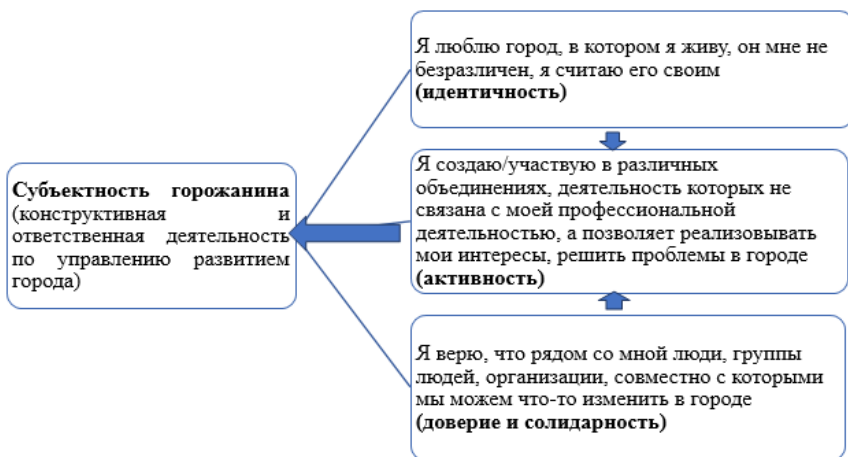 Субъектность горожанина
(конструктивная и
ответственная деятельность
по управлению развитием
города)
Я люблю город, в котором я живу, он мне не
безразличен, я считаю его своим
(идентичность)
Я создаю/участвую в различных
объединениях, деятельность которых не
связана с моей профессиональной
деятельностью, а позволяет реализовывать
мои интересы, решить проблемы в городе
(активность)
Я верю, что рядом со мной люди, группы
людей, организации, совместно с которыми
мы можем что-то изменить в городе
(доверие и солидарность)